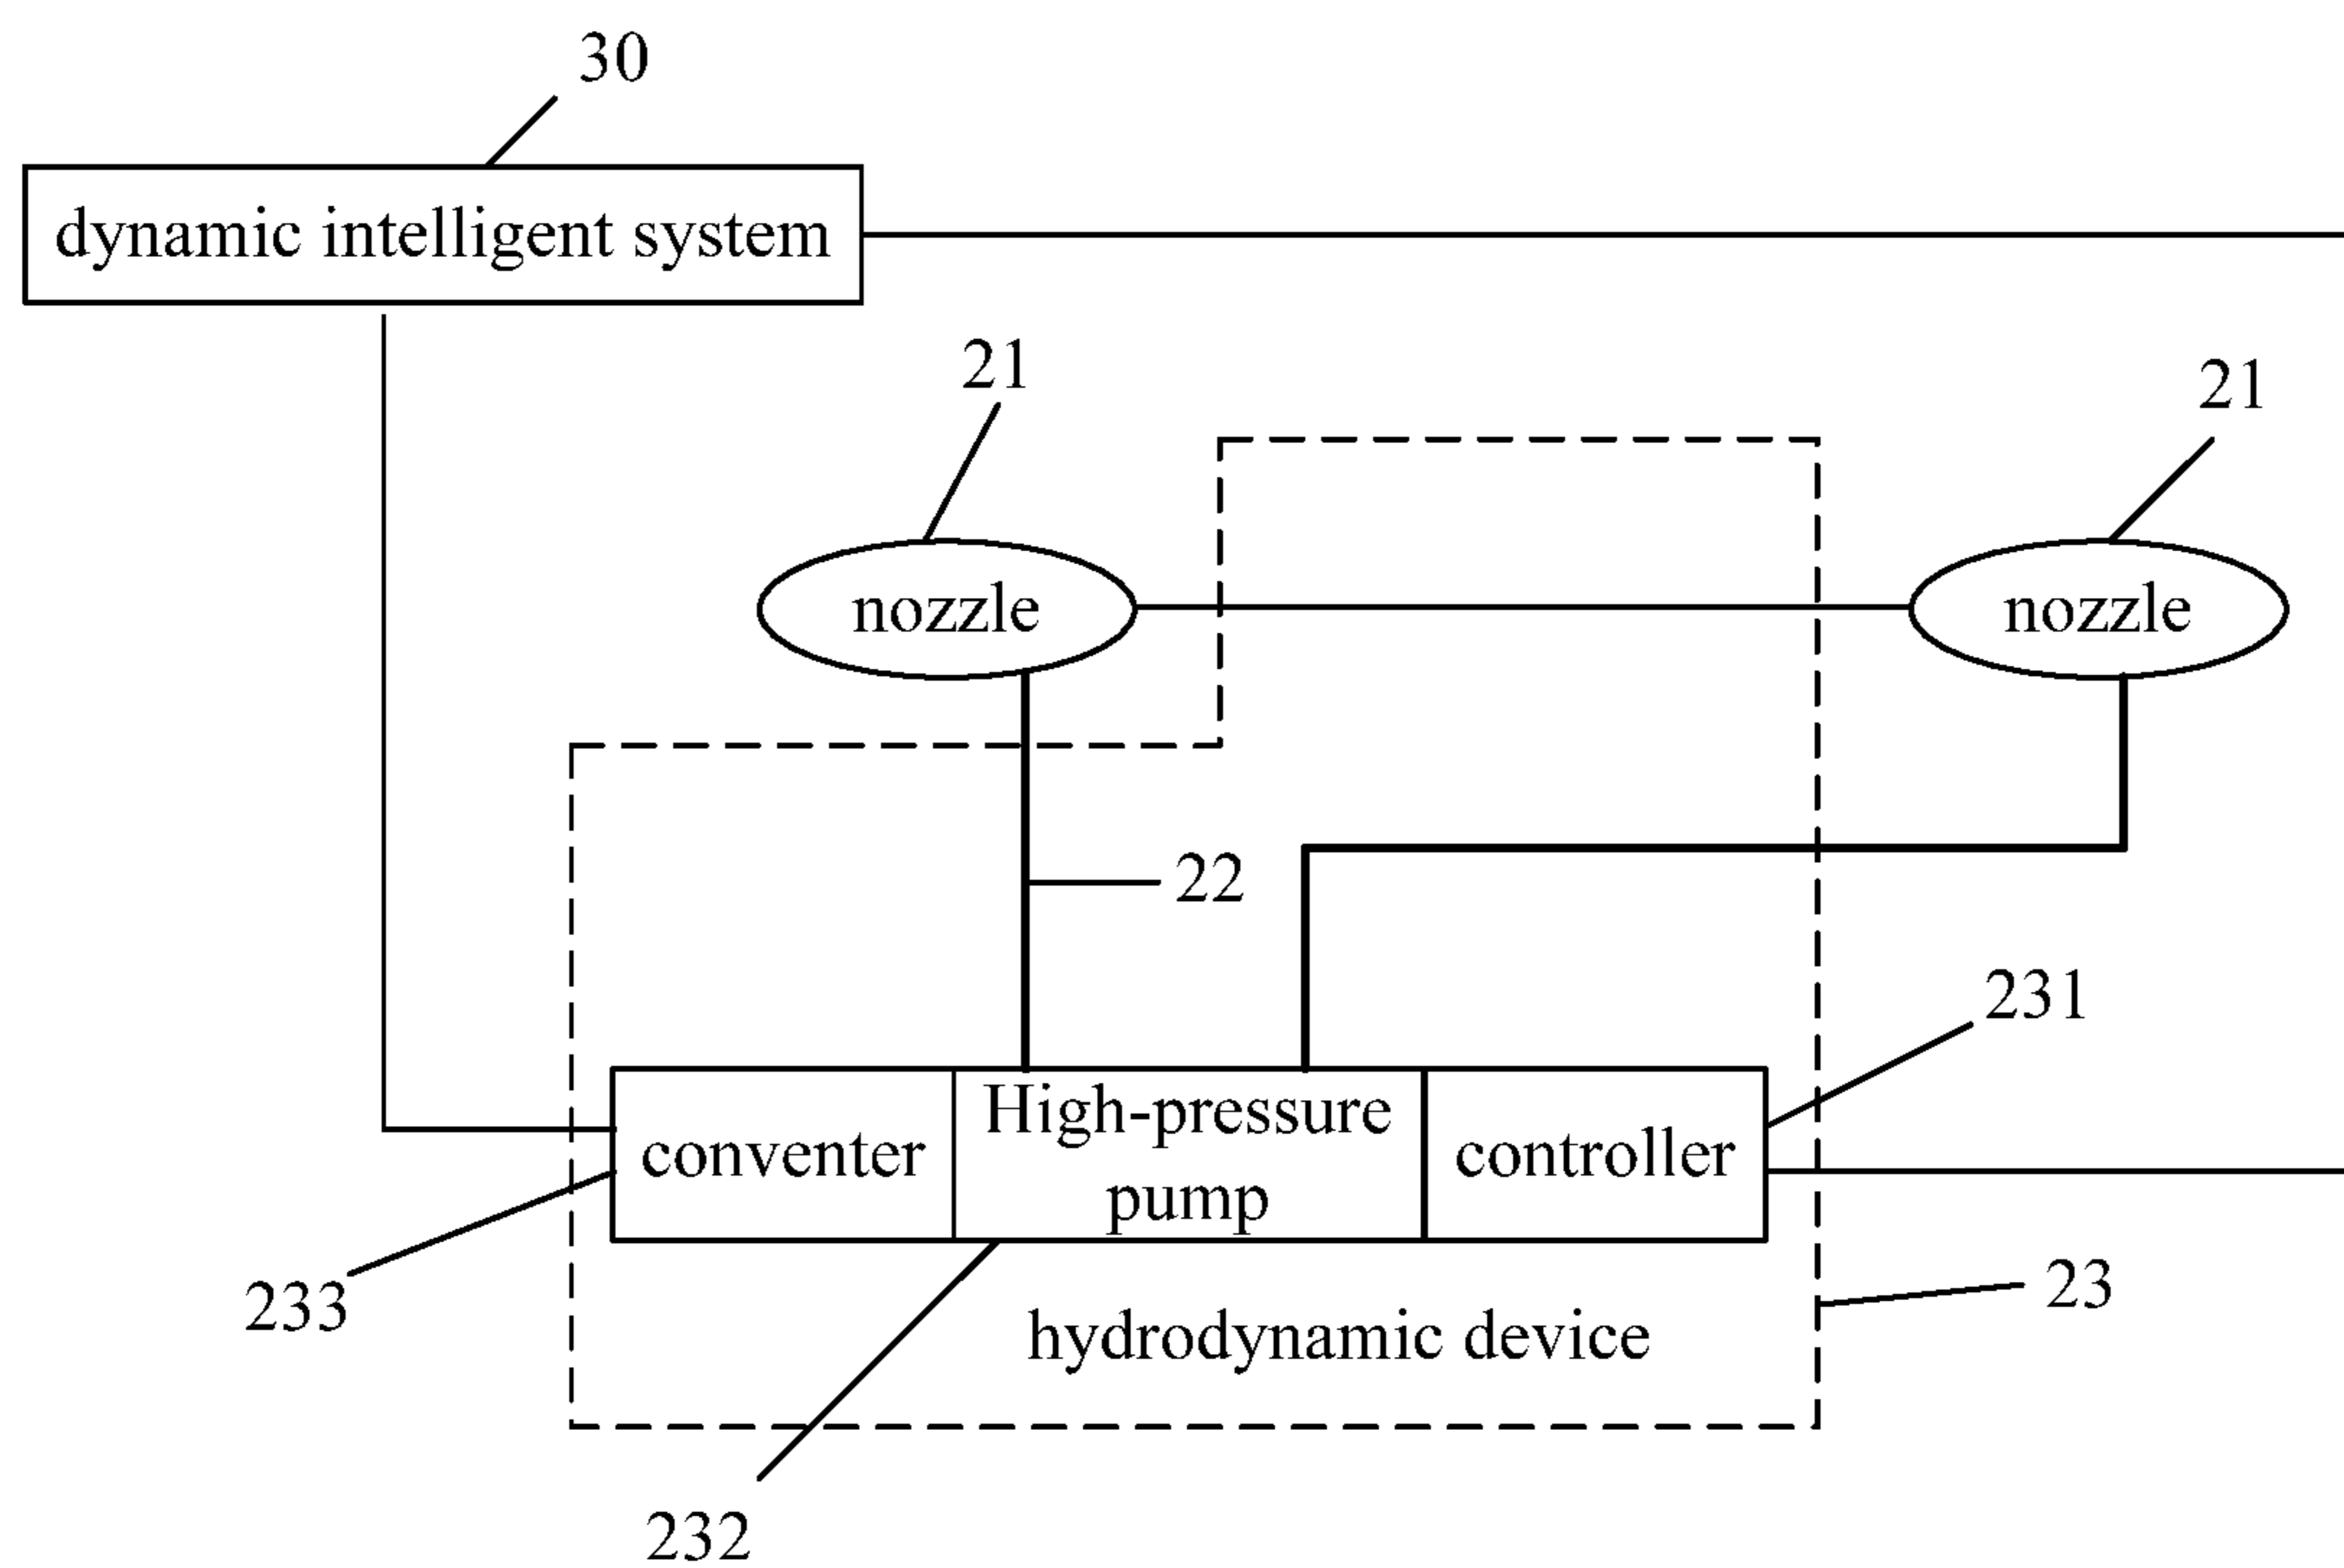 30
dynamic intelligent system
21
21
nozzle
nozzle
22
231
conventer
High-pressure
pump
controller
233
23
hydrodynamic device
232